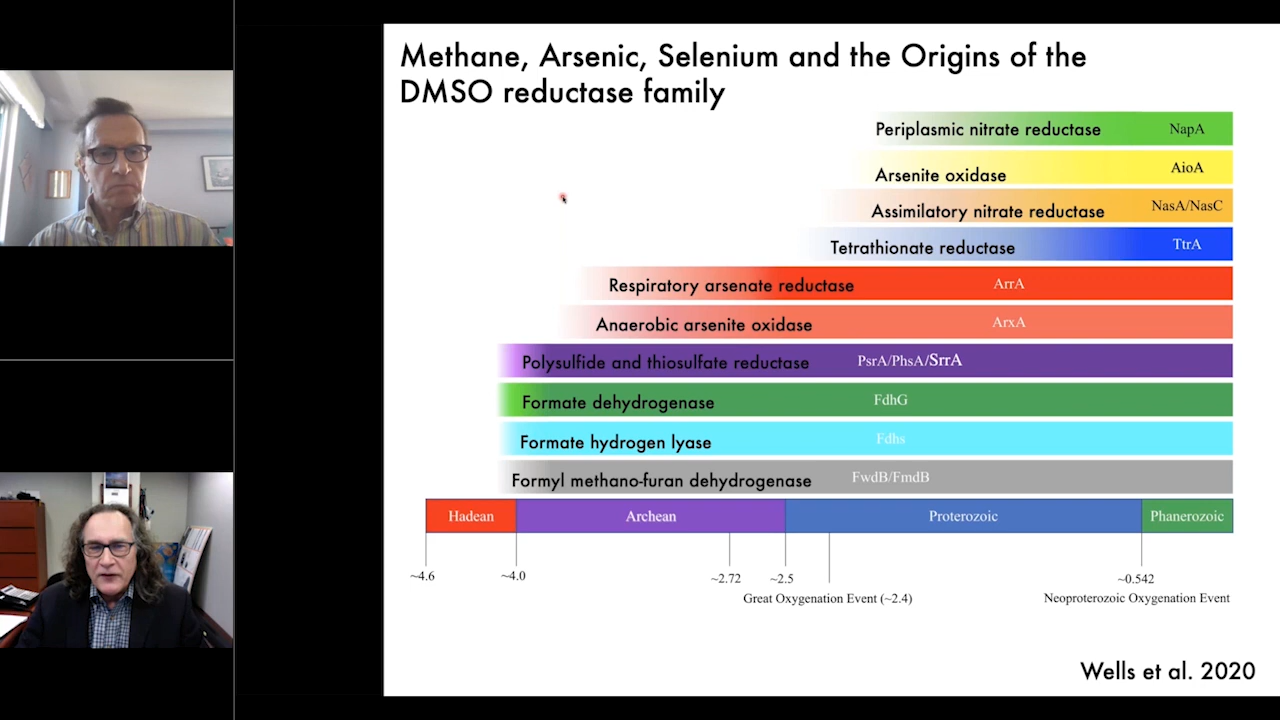 Methane, Arsenic, Selenium and the Origins of the
DMSO reductase family
Periplasmic nitrate reductase NapA
Arsenite oxidase AioA
Assimilatory nitrate reductase NasA/NasC
Tetrathionate reductase TtrA
Respiratory arsenate reductase ArrA
Anaerobic arsenite oxidase ArxA
Polysulfide and thiosulfate reductase PsrA/PhsA/SrrA
Formate dehydrogenase FdhG
Formate hydrogen lyase Fdhs
Formyl methano-furan dehydrogenase FwdB/FmdB
Hadean Archean Proterozoic Phanerozoic
~4.6 ~4.0 ~2.72 ~2.5 ~0.542
Great Oxygenation Event (~2.4) Neoproterozoic Oxygenation Event
Wells et al. 2020